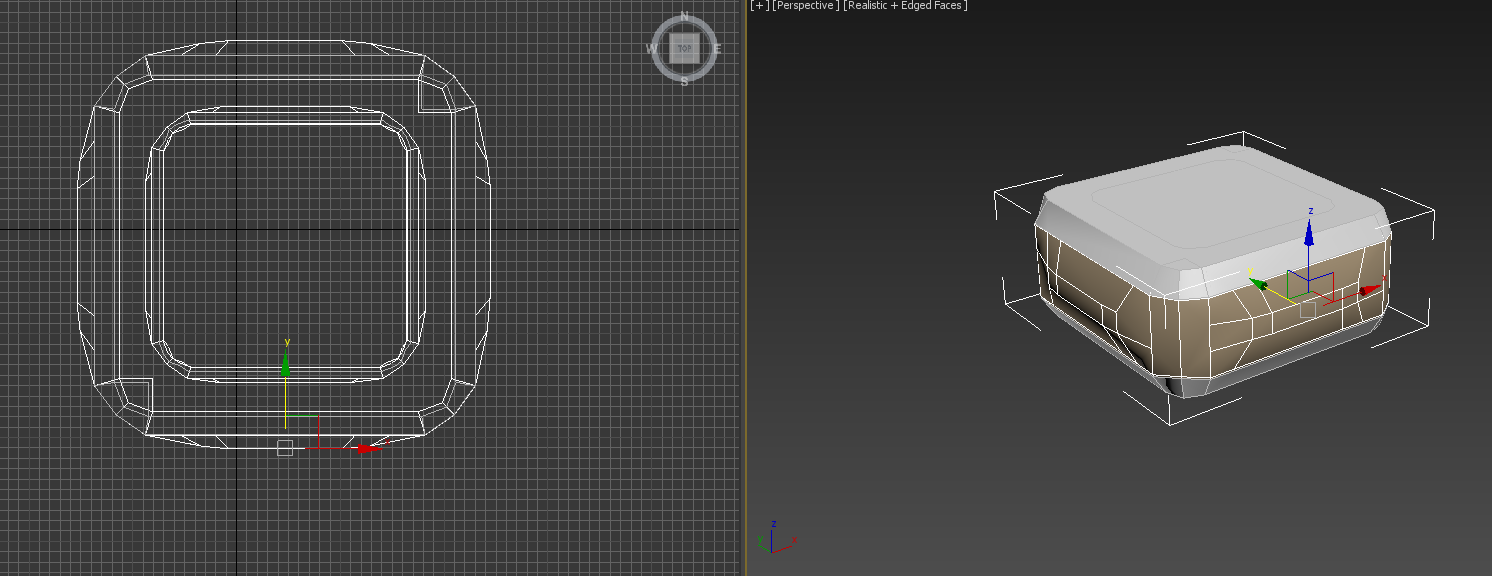 [+] [Perspective] [Realistic + Edged Faces]
N
W TOP E
S
z
y
x
y
x
z
y x